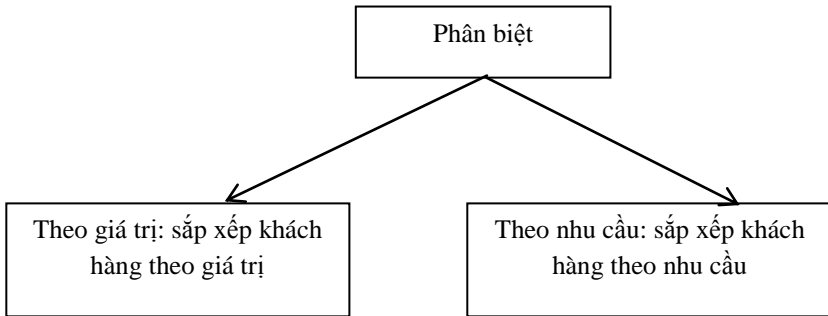 Phân biệt
Theo giá trị: sắp xếp khách
hàng theo giá trị
Theo nhu cầu: sắp xếp khách
hàng theo nhu cầu